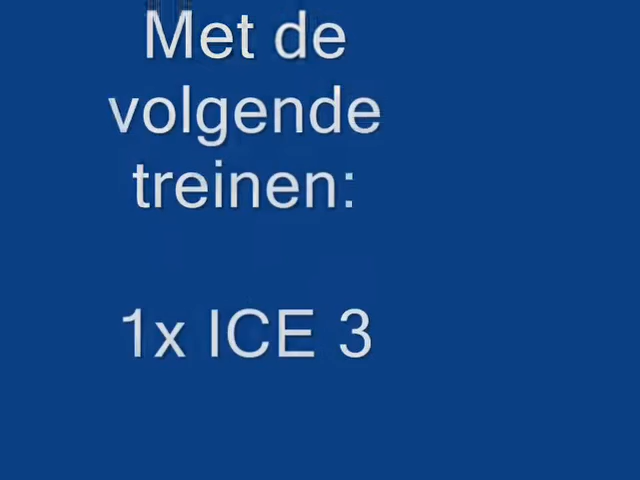 Met de
volgende
treinen:
1x ICE 3